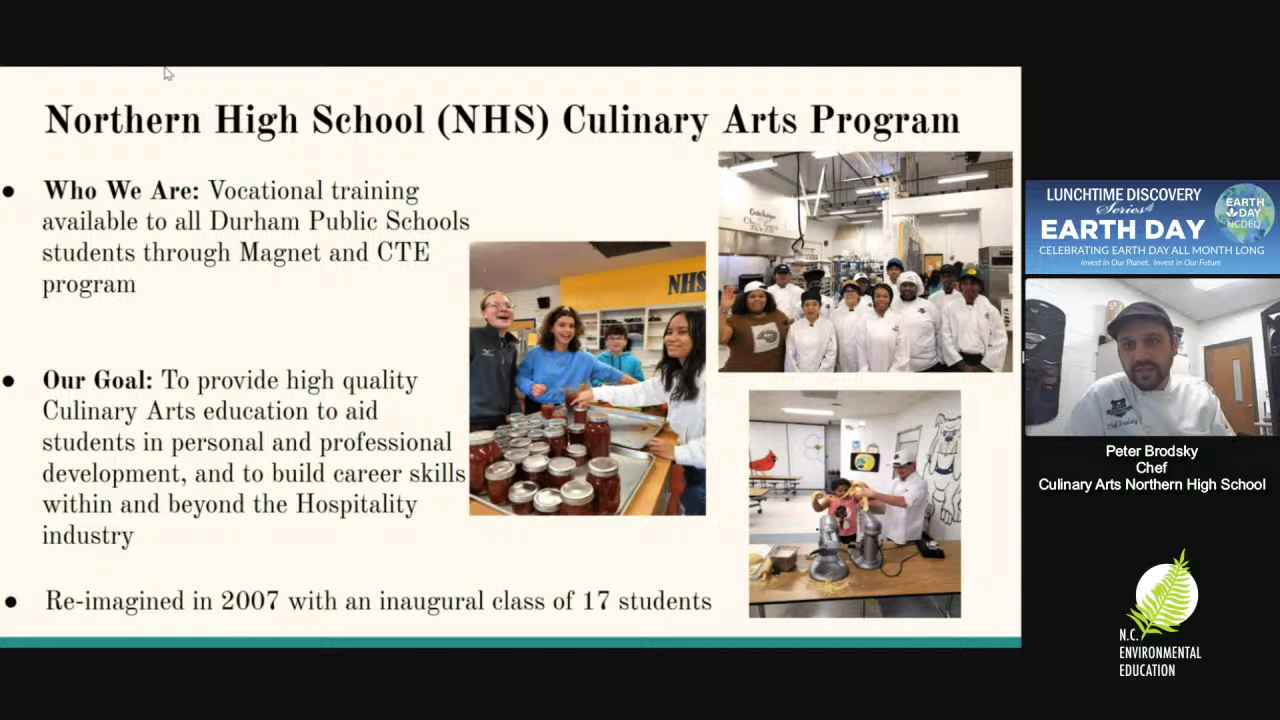 Northern High School (NHS) Culinary Arts Program
● Who We Are: Vocational training
available to all Durham Public Schools
students through Magnet and CTE
program
● Our Goal: To provide high quality
Culinary Arts education to aid
students in personal and professional
development, and to build career skills
within and beyond the Hospitality
industry
● Re-imagined in 2007 with an inaugural class of 17 students
NHS
LUNCHTIME DISCOVERY
Series
EARTH DAY
CELEBRATING EARTH DAY ALL MONTH LONG
Invest in Our Planet, Invest in Our Future
EARTH
DAY
NCDEQ
Peter Brodsky
Chef
Culinary Arts Northern High School
N.C.
ENVIRONMENTAL
EDUCATION